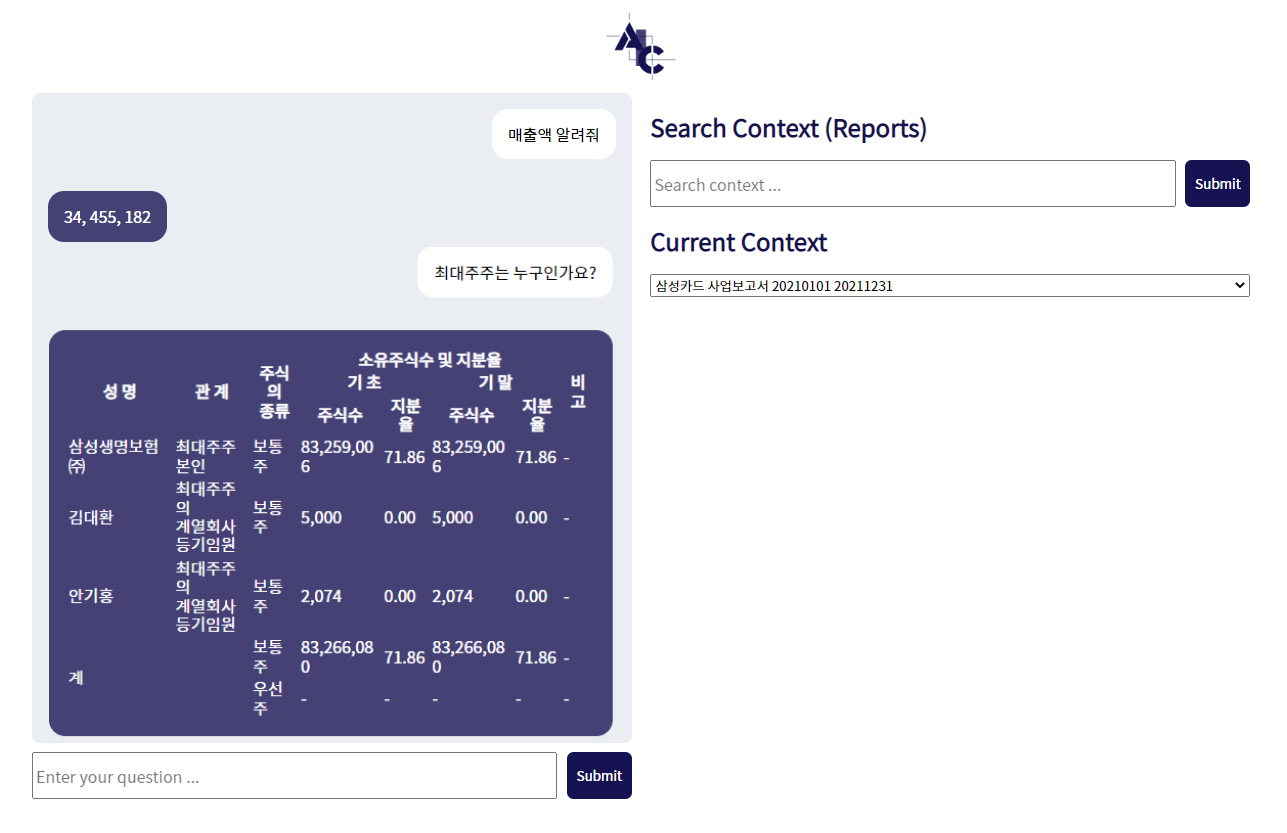 AIC
매출액 알려줘
34, 455, 182
최대주주는 누구인가요?
성 명 관 계 주식의 종류 소유주식수 및 지분율 비고
기 초 기 말
주식수 지분율 주식수 지분율
삼성생명보험㈜ 최대주주 본인 보통주 83,259,006 71.86 83,259,006 71.86 -
김대환 최대주주의 계열회사 등기임원 보통주 5,000 0.00 5,000 0.00 -
안기홍 최대주주의 계열회사 등기임원 보통주 2,074 0.00 2,074 0.00 -
계 보통주 83,266,080 71.86 83,266,080 71.86 -
우선주 - - - - -
Enter your question ... Submit
Search Context (Reports)
Search context ... Submit
Current Context
삼성카드 사업보고서 20210101 20211231